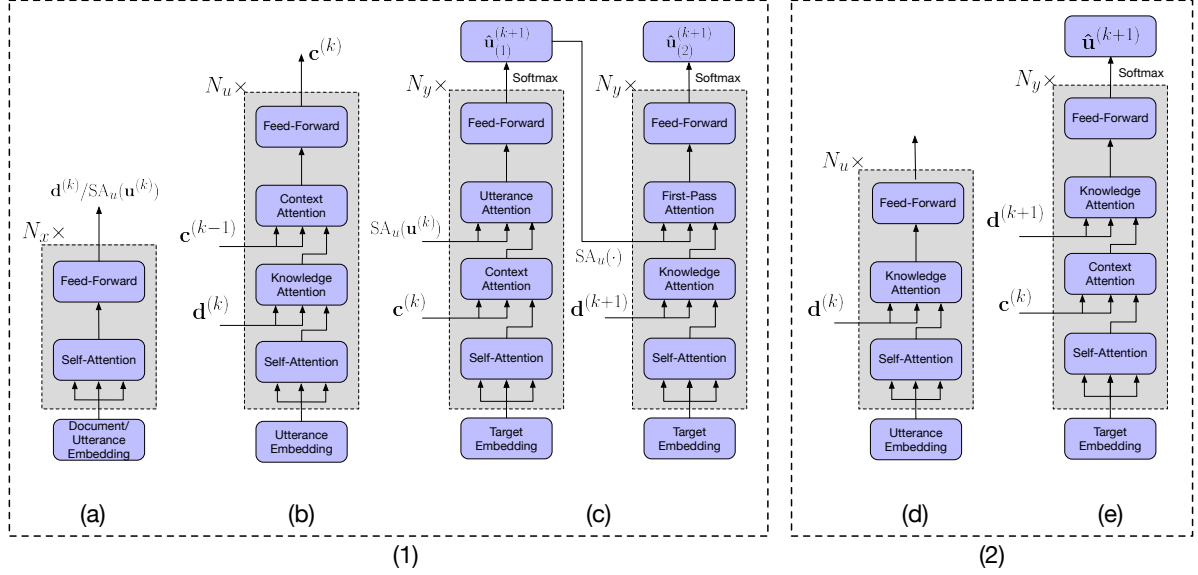 d^(k)/SA_u(u^(k))
N_x×
Feed-Forward
Self-Attention
Document/
Utterance
Embedding
(a)
c^(k)
N_u×
Feed-Forward
Context
Attention
c^(k−1)
Knowledge
Attention
d^(k)
Self-Attention
Utterance
Embedding
(b)
û_(1)^(k+1)
Softmax
N_y×
Feed-Forward
Utterance
Attention
SA_u(u^(k))
Context
Attention
c^(k)
Self-Attention
Target
Embedding
û_(2)^(k+1)
Softmax
N_y×
Feed-Forward
First-Pass
Attention
SA_u(·)
Knowledge
Attention
d^(k+1)
Self-Attention
Target
Embedding
(c)
(1)
N_u×
Feed-Forward
Knowledge
Attention
d^(k)
Self-Attention
Utterance
Embedding
(d)
û^(k+1)
Softmax
N_y×
Feed-Forward
Knowledge
Attention
d^(k+1)
Context
Attention
c^(k)
Self-Attention
Target
Embedding
(e)
(2)